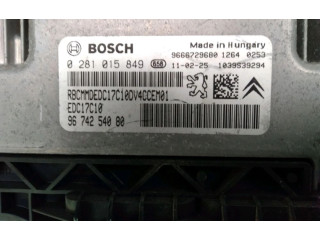 BOSCH
Made in Hungary
0 281 015 849
9666729680 1264 0253
11-02-25 1039S39294
RBCMMDEDC17C10DV4CCEM01
EDC17C10
96 742 540 80